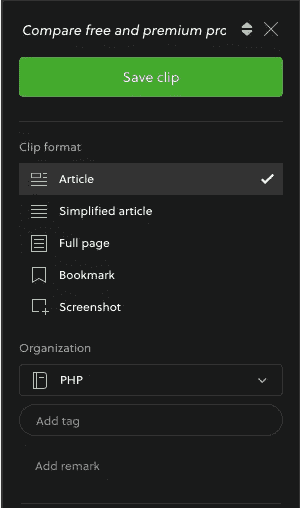 Compare free and premium pro
Save clip
Clip format
Article
Simplified article
Full page
Bookmark
Screenshot
Organization
PHP
Add tag
Add remark